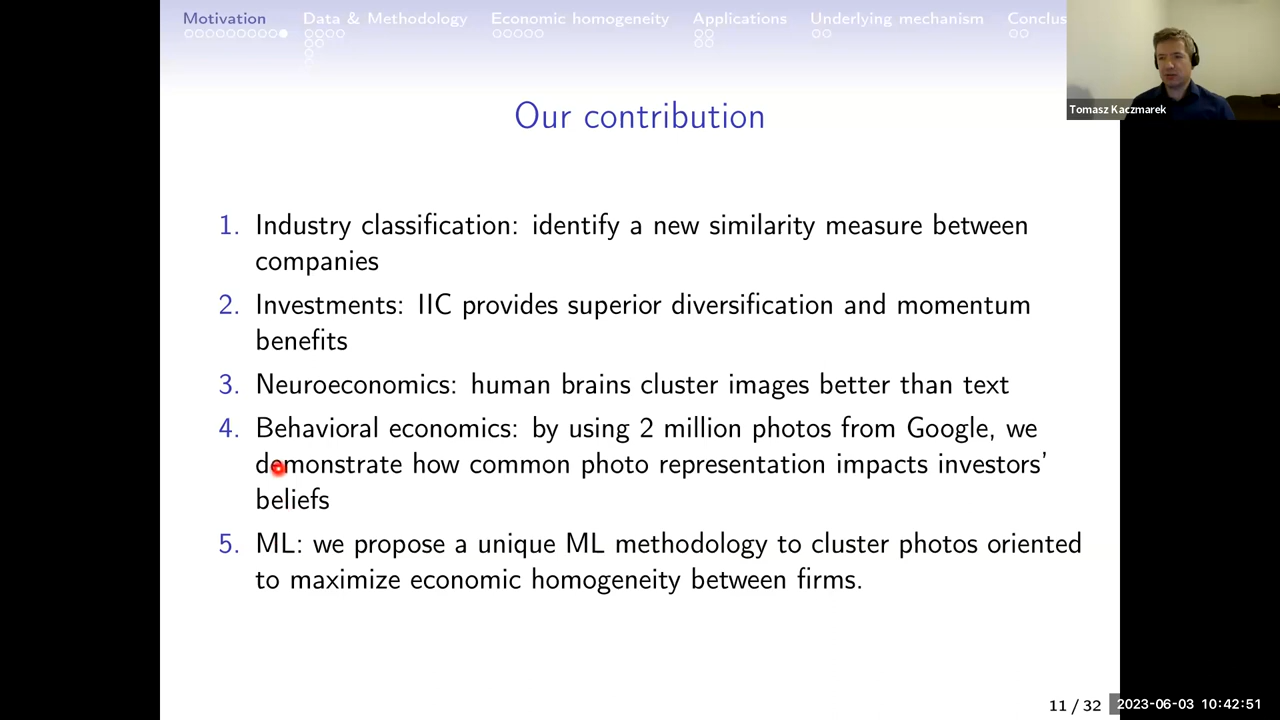 Motivation Data & Methodology Economic homogeneity Applications Underlying mechanism Conclus
Tomasz Kaczmarek
Our contribution
1. Industry classification: identify a new similarity measure between
companies
2. Investments: IIC provides superior diversification and momentum
benefits
3. Neuroeconomics: human brains cluster images better than text
4. Behavioral economics: by using 2 million photos from Google, we
demonstrate how common photo representation impacts investors'
beliefs
5. ML: we propose a unique ML methodology to cluster photos oriented
to maximize economic homogeneity between firms.
11 / 32
2023-06-03 10:42:51